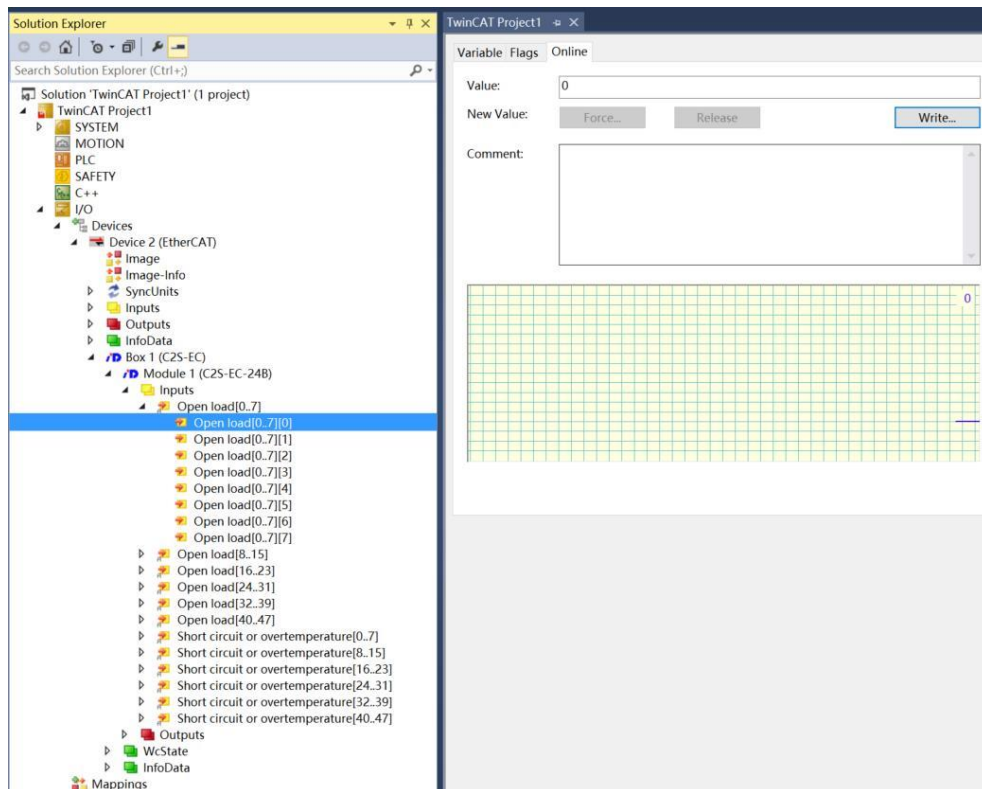 Solution Explorer
Search Solution Explorer (Ctrl+;)
Solution 'TwinCAT Project1' (1 project)
TwinCAT Project1
SYSTEM
MOTION
PLC
SAFETY
C++
I/O
Devices
Device 2 (EtherCAT)
Image
Image-Info
SyncUnits
Inputs
Outputs
InfoData
Box 1 (C2S-EC)
Module 1 (C2S-EC-24B)
Inputs
Open load[0..7]
Open load[0..7][0]
Open load[0..7][1]
Open load[0..7][2]
Open load[0..7][3]
Open load[0..7][4]
Open load[0..7][5]
Open load[0..7][6]
Open load[0..7][7]
Open load[8..15]
Open load[16..23]
Open load[24..31]
Open load[32..39]
Open load[40..47]
Short circuit or overtemperature[0..7]
Short circuit or overtemperature[8..15]
Short circuit or overtemperature[16..23]
Short circuit or overtemperature[24..31]
Short circuit or overtemperature[32..39]
Short circuit or overtemperature[40..47]
Outputs
WcState
InfoData
Mappings
TwinCAT Project1
Variable Flags Online
Value: 0
New Value: Force... Release Write...
Comment:
0